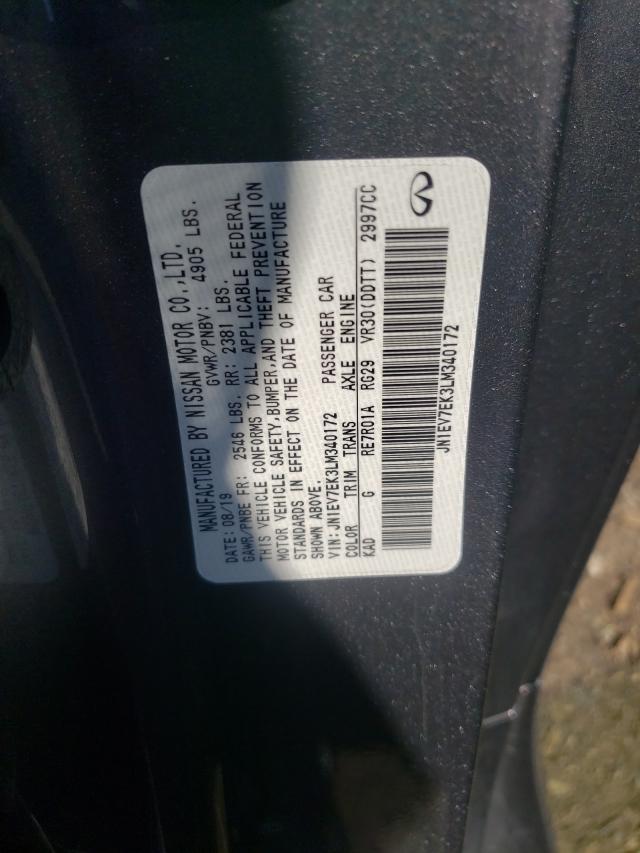 MANUFACTURED BY NISSAN MOTOR CO.,LTD.
DATE: 08/19 GVWR/PNBV: 4905 LBS.
GAWR/PNBE FR: 2546 LBS. RR: 2381 LBS.
THIS VEHICLE CONFORMS TO ALL APPLICABLE FEDERAL
MOTOR VEHICLE SAFETY,BUMPER,AND THEFT PREVENTION
STANDARDS IN EFFECT ON THE DATE OF MANUFACTURE
SHOWN ABOVE.
VIN:JN1EV7EK3LM340172 PASSENGER CAR
COLOR TRIM TRANS AXLE ENGINE
KAD G RE7R01A RG29 VR30(DDTT) 2997CC
JN1EV7EK3LM340172